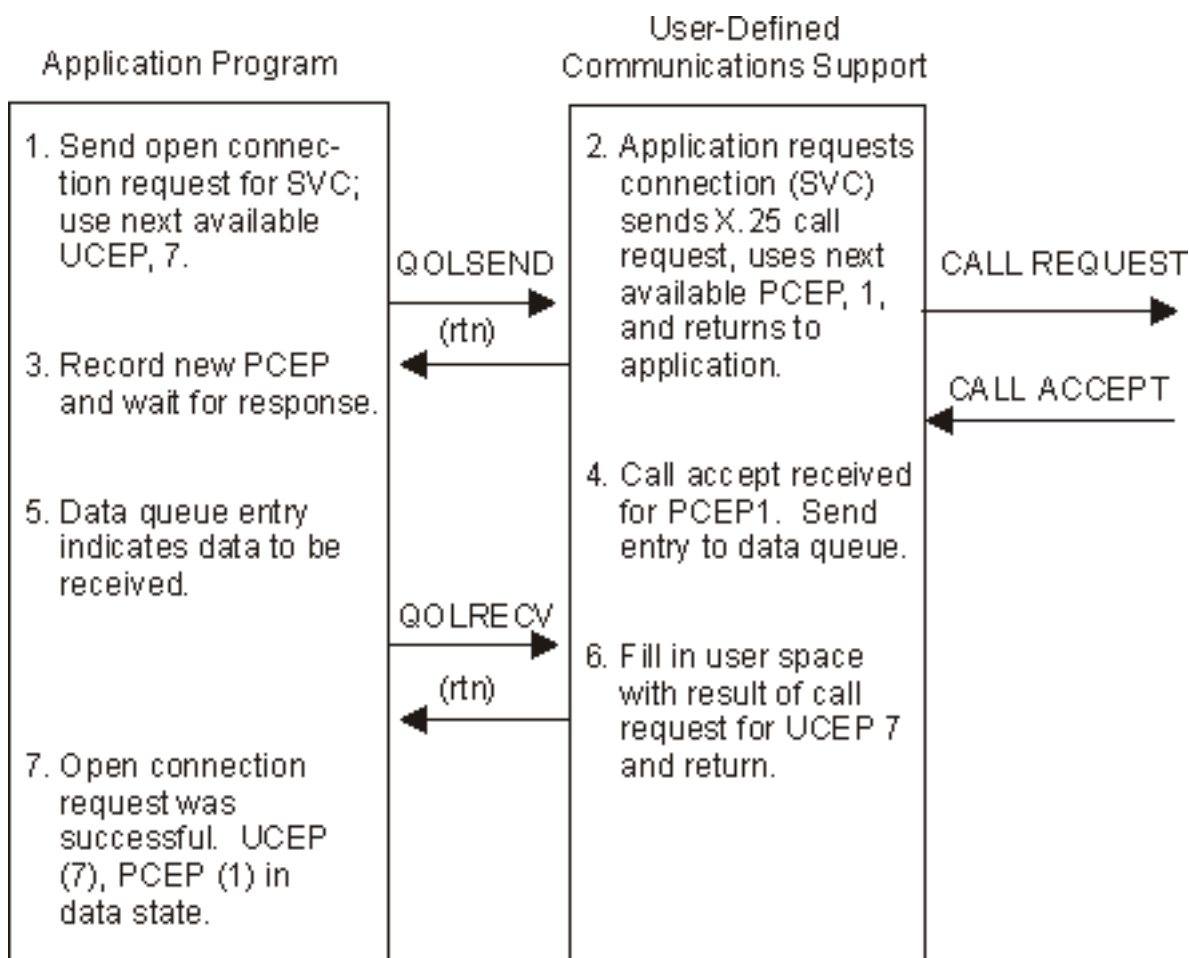 User-Defined
Communications Support
Application Program
1. Send open connec-
tion request for SVC;
use next available
UCEP, 7.
QOLSEND
(rtn)
2. Application requests
connection (SVC)
sends X.25 call
request, uses next
available PCEP, 1,
and returns to
application.
CALL REQUEST
CALL ACCEPT
3. Record new PCEP
and wait for response.
4. Call accept received
for PCEP1. Send
entry to data queue.
5. Data queue entry
indicates data to be
received.
QOLRECV
(rtn)
6. Fill in user space
with result of call
request for UCEP 7
and return.
7. Open connection
request was
successful. UCEP
(7), PCEP (1) in
data state.